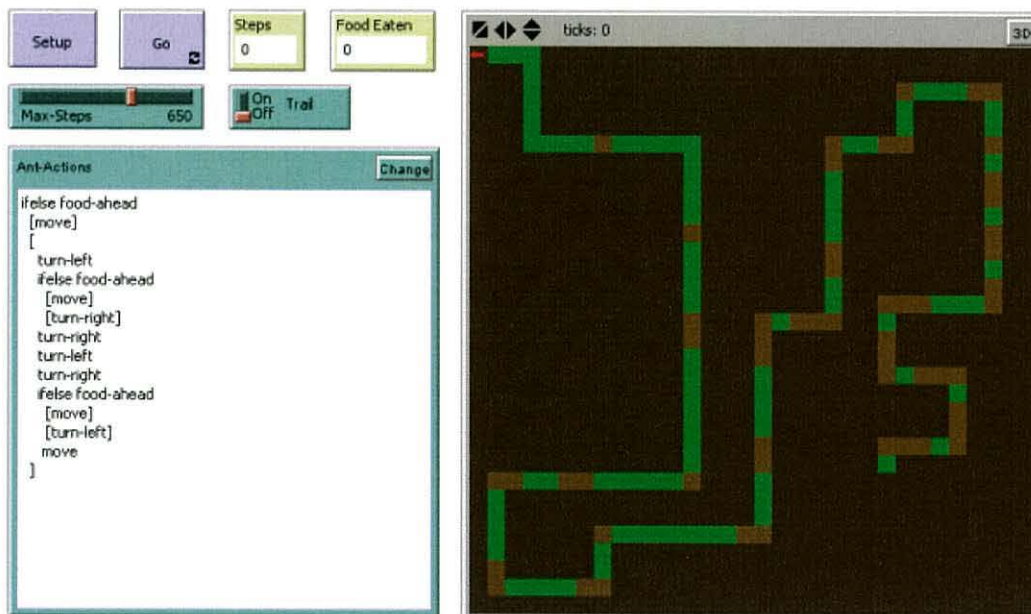 Setup
Go
Steps
0
Food Eaten
0
Max-Steps 650
On
Off
Trail
Ant-Actions
Change
ifelse food-ahead
[move]
[
turn-left
ifelse food-ahead
[move]
[turn-right]
turn-right
turn-left
turn-right
ifelse food-ahead
[move]
[turn-left]
move
]
ticks: 0
3D